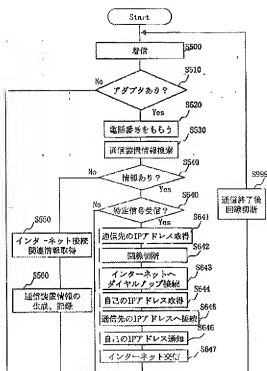 Start
着信
S500
アダプタあり？
S510
No
Yes
電話番号をもらう
S520
通信装置情報検索
S530
情報あり？
S540
No
Yes
特定信号受信？
S640
No
Yes
インターネット接続
関連情報取得
S550
通信装置情報の
生成、記録
S560
通信先のIPアドレス取得
S641
回線切断
S642
インターネットへ
ダイヤルアップ接続
S643
自己のIPアドレス取得
S644
通信先のIPアドレスへ接続
S645
自己のIPアドレス通知
S646
インターネット交信
S647
通信終了後
回線切断
S999